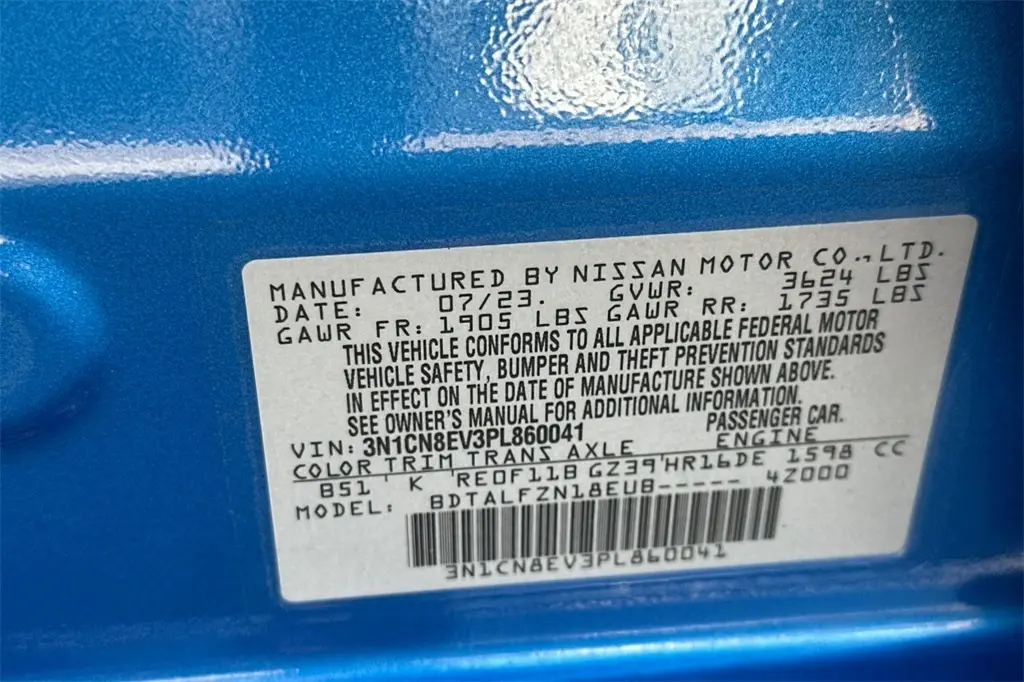 MANUFACTURED BY NISSAN MOTOR CO.,LTD.
DATE: 07/23. GVWR: 3624 LBS
GAWR FR: 1905 LBS GAWR RR: 1735 LBS
THIS VEHICLE CONFORMS TO ALL APPLICABLE FEDERAL MOTOR
VEHICLE SAFETY, BUMPER AND THEFT PREVENTION STANDARDS
IN EFFECT ON THE DATE OF MANUFACTURE SHOWN ABOVE.
SEE OWNER'S MANUAL FOR ADDITIONAL INFORMATION.
VIN: 3N1CN8EV3PL860041 PASSENGER CAR.
COLOR TRIM TRANS AXLE ENGINE
B51 K RE0F11B GZ39 HR16DE 1598 CC
MODEL: BDTALFZN18EUB----- 4Z000
3N1CN8EV3PL860041